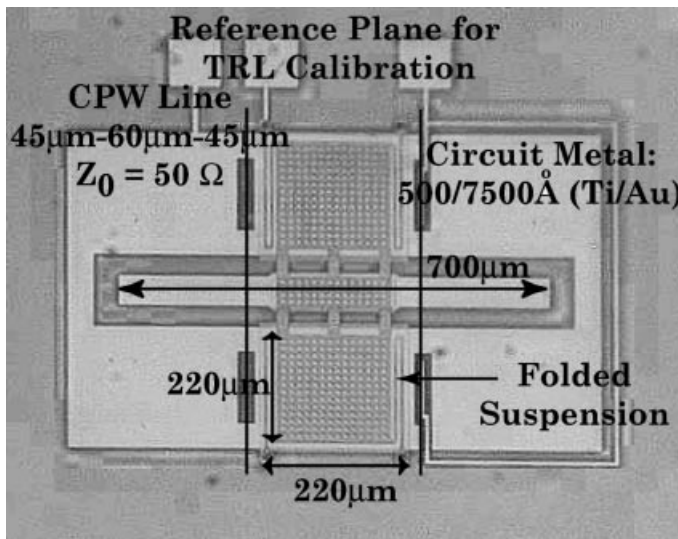 Reference Plane for
TRL Calibration
CPW Line
45μm-60μm-45μm
Z0 = 50 Ω
Circuit Metal:
500/7500Å (Ti/Au)
700μm
220μm
Folded
Suspension
220μm